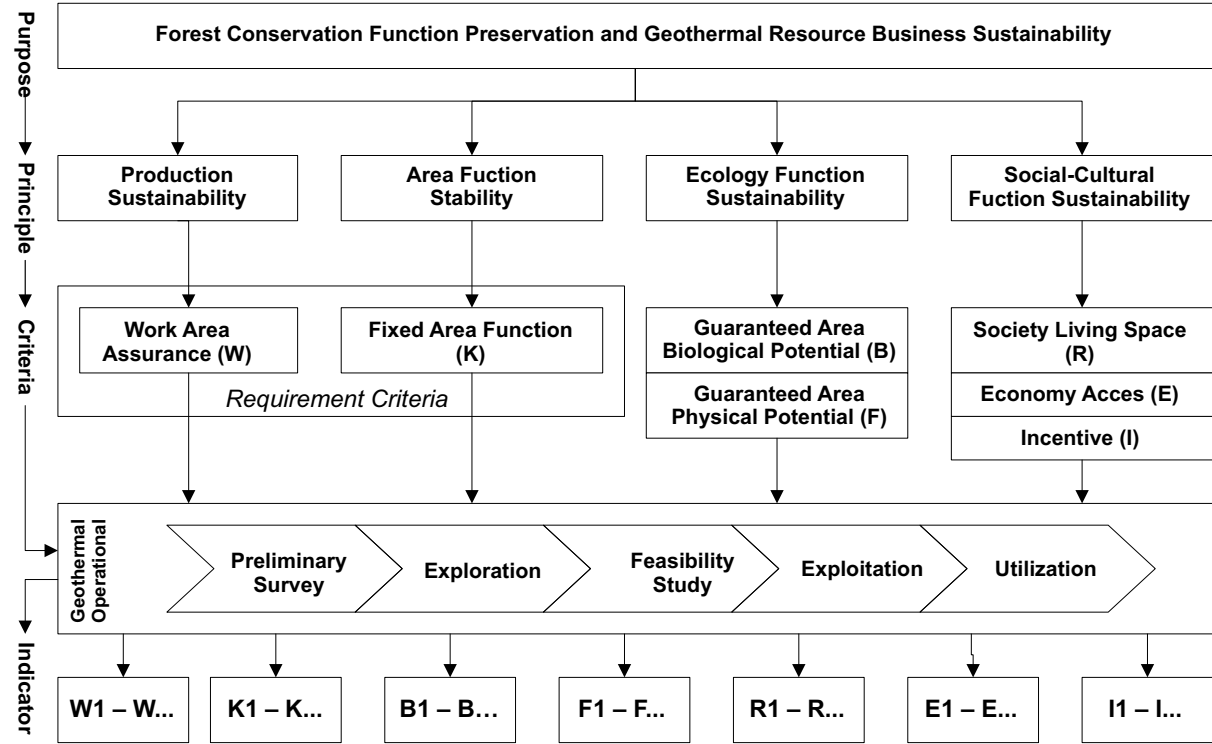 Purpose
Forest Conservation Function Preservation and Geothermal Resource Business Sustainability
Principle
Production
Sustainability
Area Fuction
Stability
Ecology Function
Sustainability
Social-Cultural
Fuction Sustainability
Criteria
Work Area
Assurance (W)
Fixed Area Function
(K)
Requirement Criteria
Guaranteed Area
Biological Potential (B)
Guaranteed Area
Physical Potential (F)
Society Living Space
(R)
Economy Acces (E)
Incentive (I)
Geothermal
Operational
Preliminary
Survey
Exploration
Feasibility
Study
Exploitation
Utilization
Indicator
W1 – W...
K1 – K...
B1 – B...
F1 – F...
R1 – R...
E1 – E...
I1 – I...